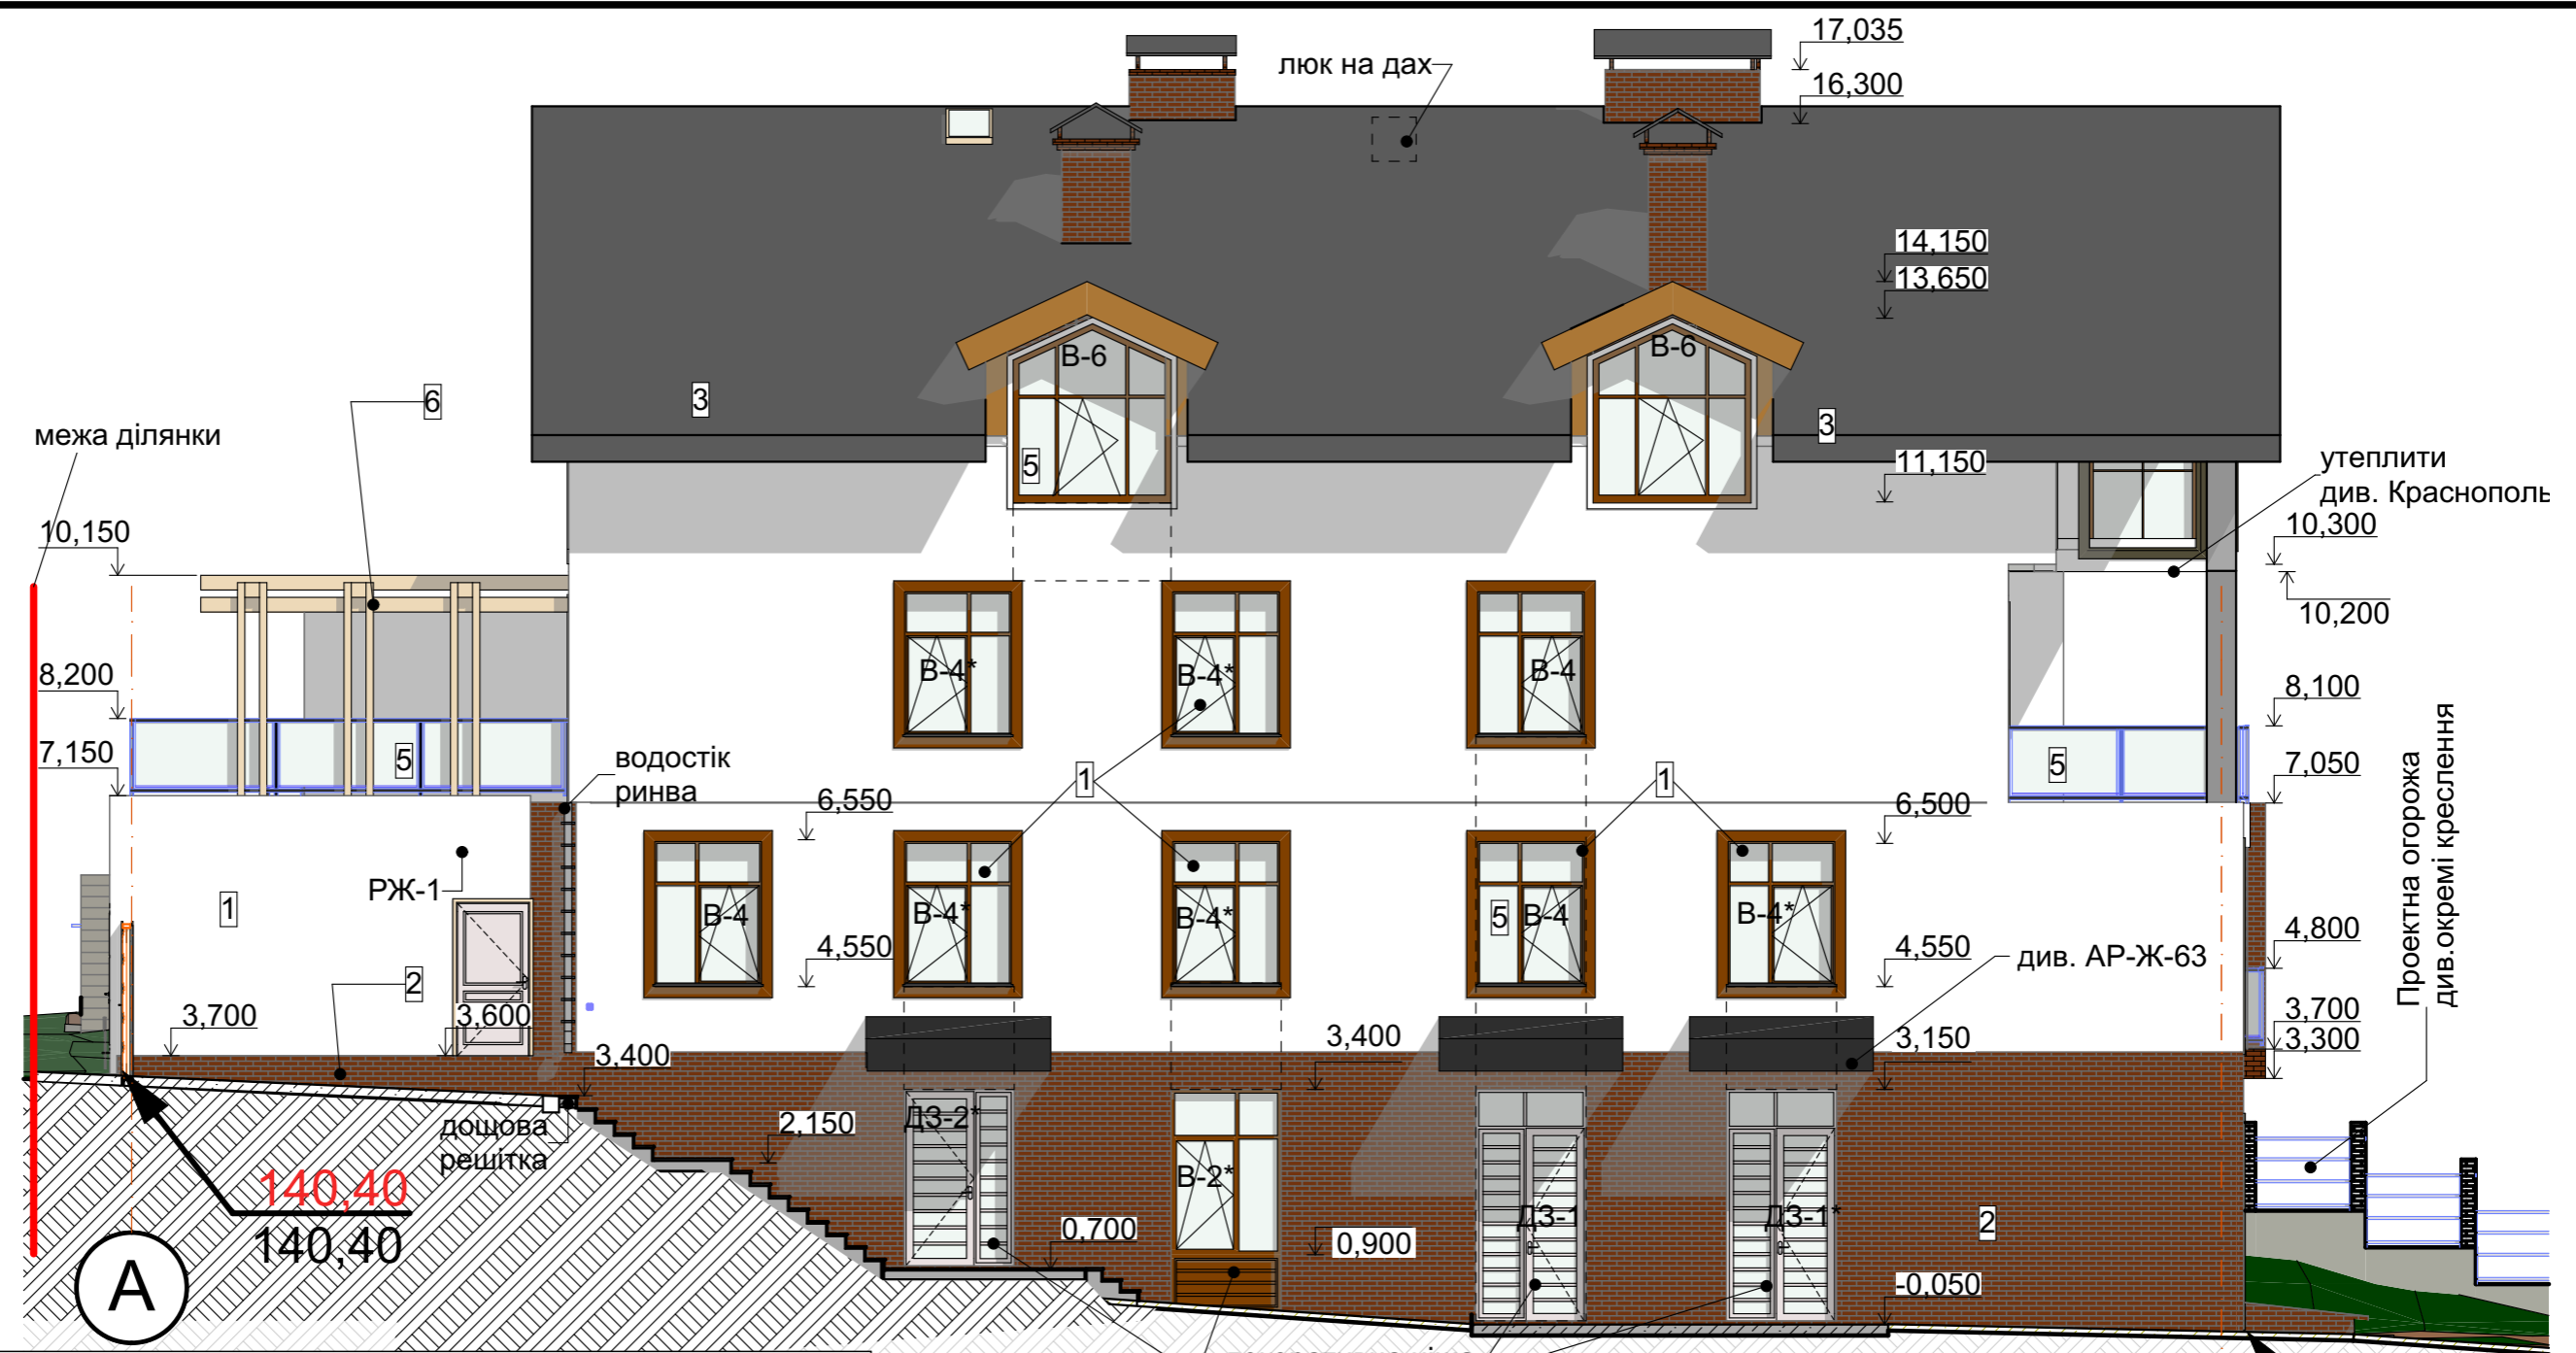 17,035
люк на дах
16,300
14,150
13,650
В-6
В-6
3
6
3
межа ділянки
5
11,150
утеплити
див. Краснополь
10,150
10,300
10,200
В-4*
В-4*
В-4
8,200
8,100
7,150
5
водостік
ринва
1
1
5
7,050
6,550
6,500
Проектна огорожа
див.окремі креслення
РЖ-1
1
В-4
В-4*
В-4*
5
В-4
В-4*
4,550
4,550
4,800
див. АР-Ж-63
2
3,700
3,600
3,400
3,400
3,150
3,700
3,300
дощова
решітка
2,150
ДЗ-2*
В-2*
140,40
140,40
0,700
0,900
ДЗ-1
ДЗ-1*
2
А
-0,050